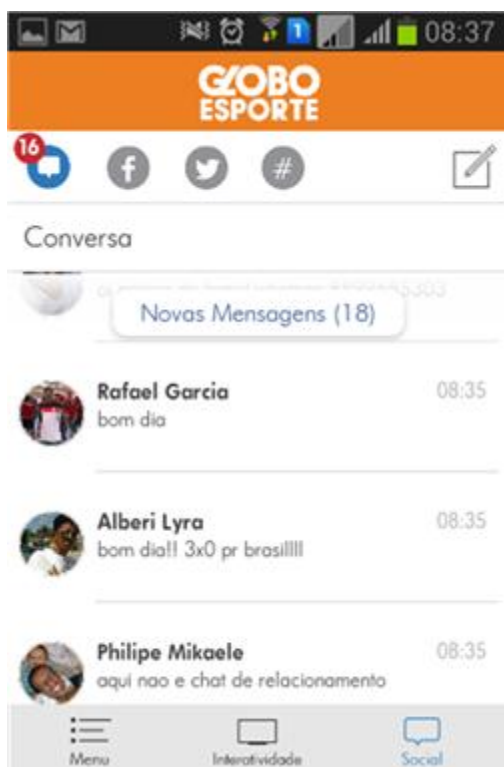 1
08:37
GLOBO
ESPORTE
16
#
Conversa
Novas Mensagens (18)
Rafael Garcia 08:35
bom dia
Alberi Lyra 08:35
bom dia!! 3x0 pr brasillll
Philipe Mikaele 08:35
aqui nao e chat de relacionamento
Menu Interatividade Social